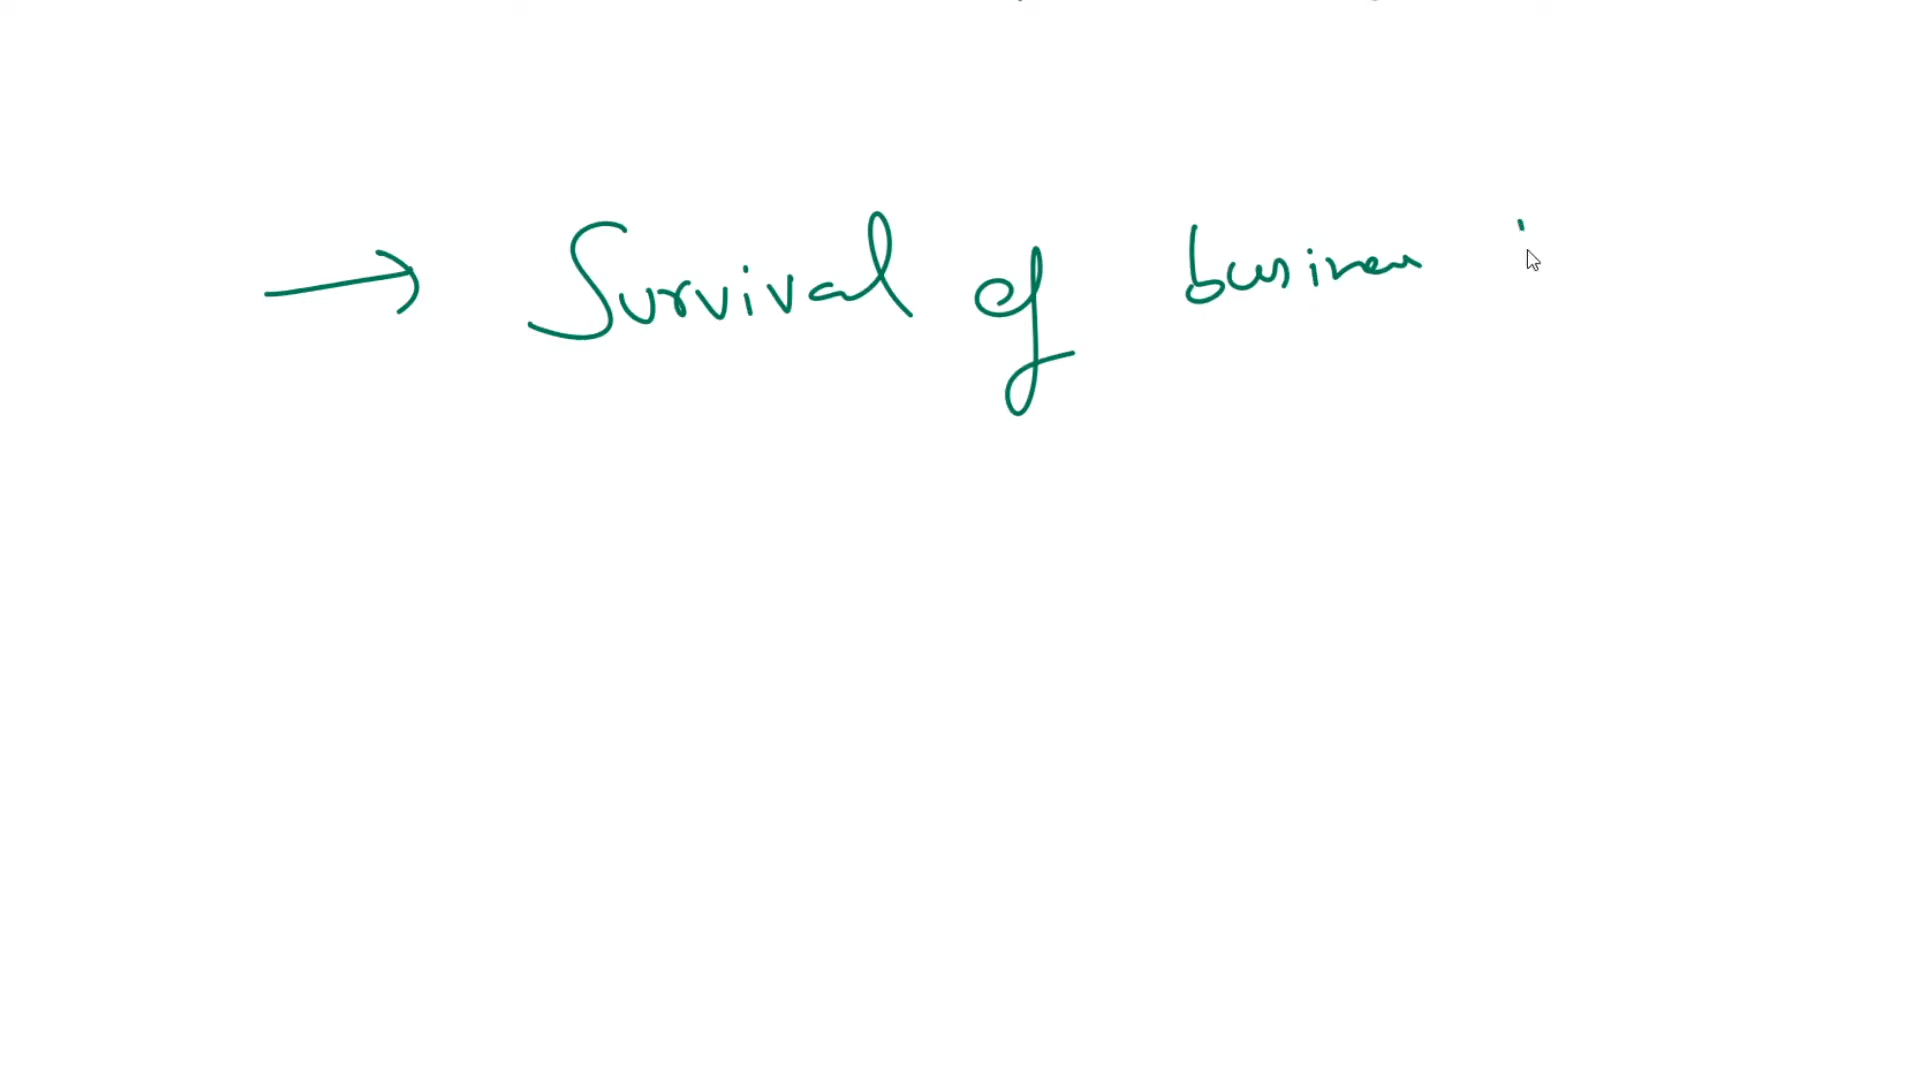 → Survival of business